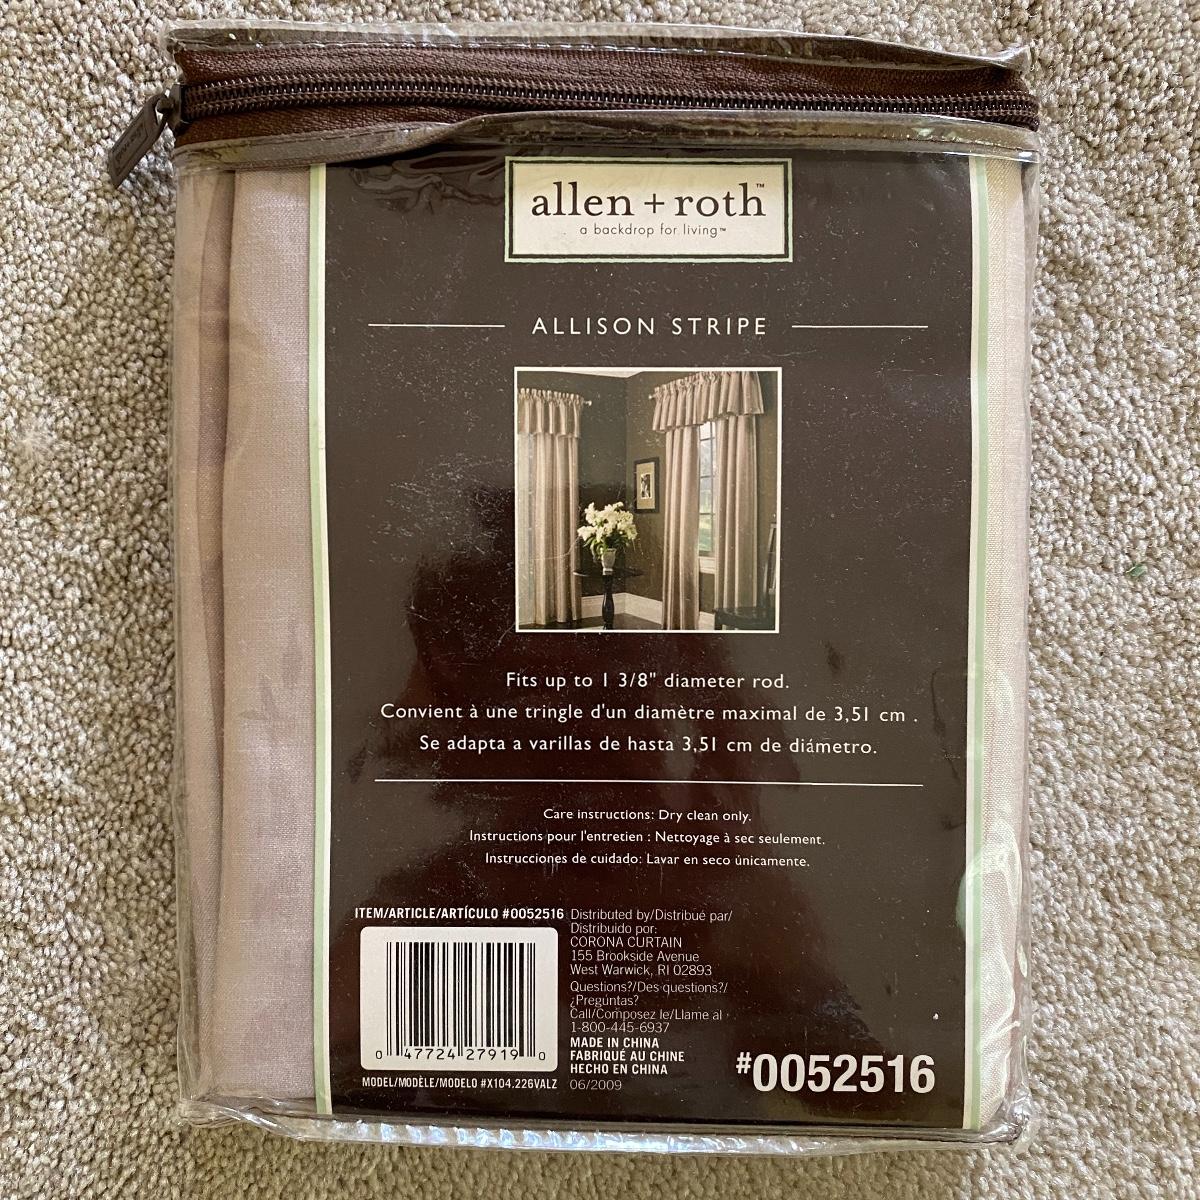 allen + roth™
a backdrop for living™
ALLISON STRIPE
Fits up to 1 3/8" diameter rod.
Convient à une tringle d'un diamètre maximal de 3,51 cm .
Se adapta a varillas de hasta 3,51 cm de diámetro.
Care instructions: Dry clean only.
Instructions pour l'entretien : Nettoyage à sec seulement.
Instrucciones de cuidado: Lavar en seco únicamente.
ITEM/ARTICLE/ARTÍCULO #0052516
0 47724 27919 0
MODEL/MODÈLE/MODELO #X104.226VALZ
Distributed by/Distribué par/
Distribuido por:
CORONA CURTAIN
155 Brookside Avenue
West Warwick, RI 02893
Questions?/Des questions?/
¿Preguntas?
Call/Composez le/Llame al
1-800-445-6937
MADE IN CHINA
FABRIQUÉ AU CHINE
HECHO EN CHINA
06/2009
#0052516